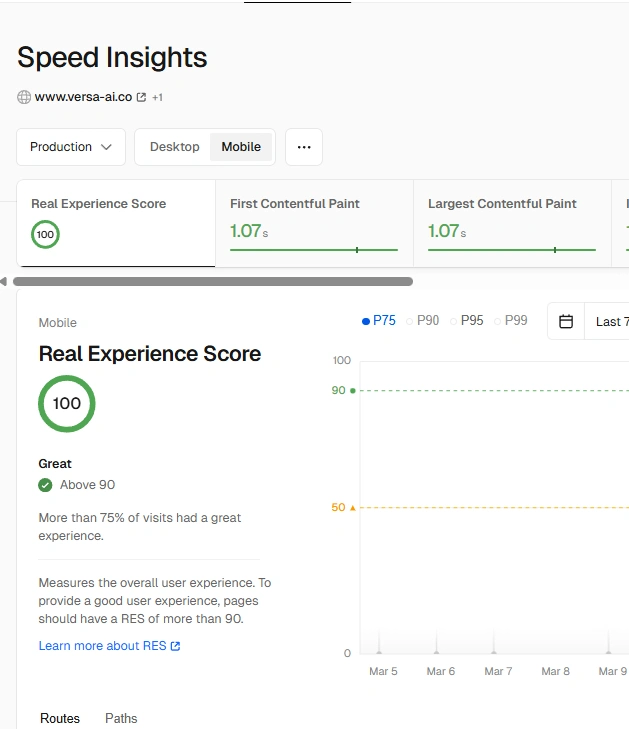 Speed Insights
www.versa-ai.co +1
Production Desktop Mobile ...
Real Experience Score First Contentful Paint Largest Contentful Paint
100 1.07s 1.07s
Mobile
P75 P90 P95 P99 Last 7
Real Experience Score
100
100
90
50
0
Great
Above 90
More than 75% of visits had a great
experience.
Measures the overall user experience. To
provide a good user experience, pages
should have a RES of more than 90.
Learn more about RES
Mar 5 Mar 6 Mar 7 Mar 8 Mar 9
Routes Paths